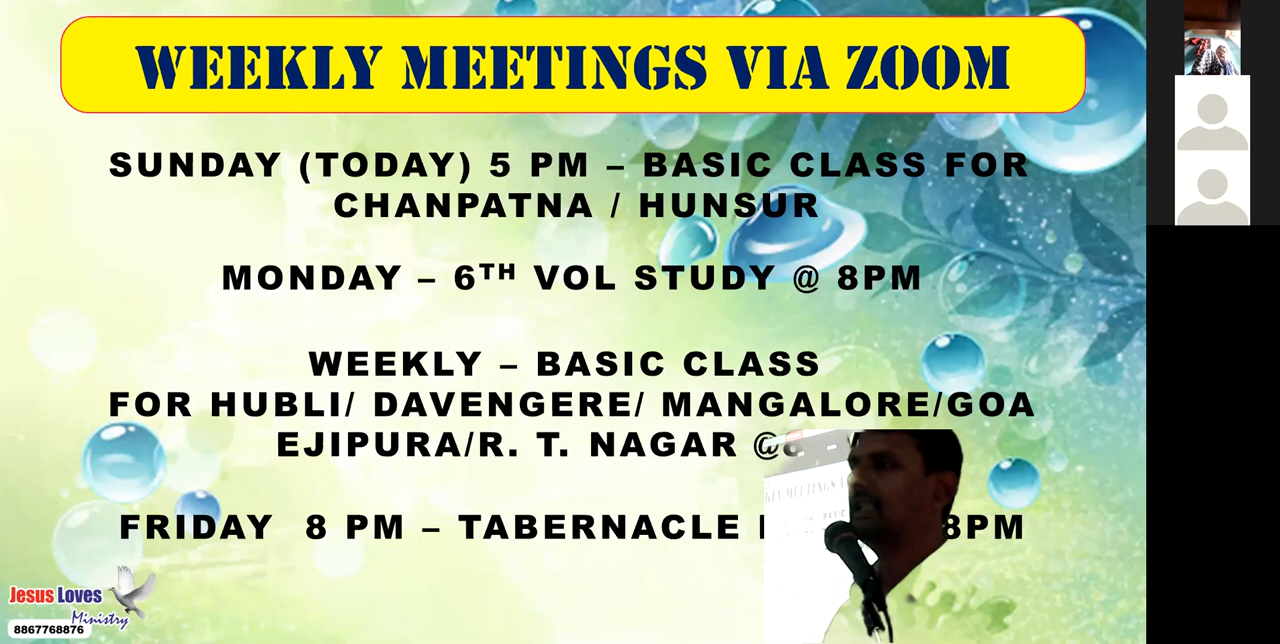 WEEKLY MEETINGS VIA ZOOM
SUNDAY (TODAY) 5 PM – BASIC CLASS FOR
CHANPATNA / HUNSUR
MONDAY – 6TH VOL STUDY @ 8PM
WEEKLY – BASIC CLASS
FOR HUBLI/ DAVENGERE/ MANGALORE/GOA
EJIPURA/R. T. NAGAR @
FRIDAY 8 PM – TABERNACLE 8PM
Jesus Loves
Ministry
8867768876